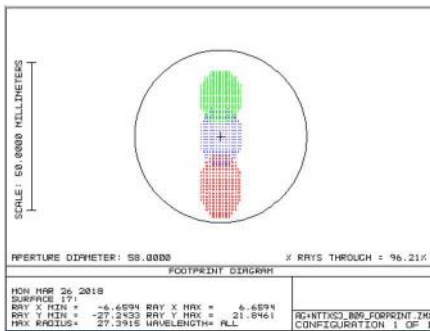 SCALE: 50.0000 MILLIMETERS
APERTURE DIAMETER: 58.0000 % RAYS THROUGH = 96.21%
FOOTPRINT DIAGRAM
MON MAR 26 2018
SURFACE 17:
RAY X MIN = -6.6594 RAY X MAX = 6.6594
RAY Y MIN = -27.2433 RAY Y MAX = 21.8461
MAX RADIUS= 27.3915 WAVELENGTH= ALL
CONFIGURATION 1 OF